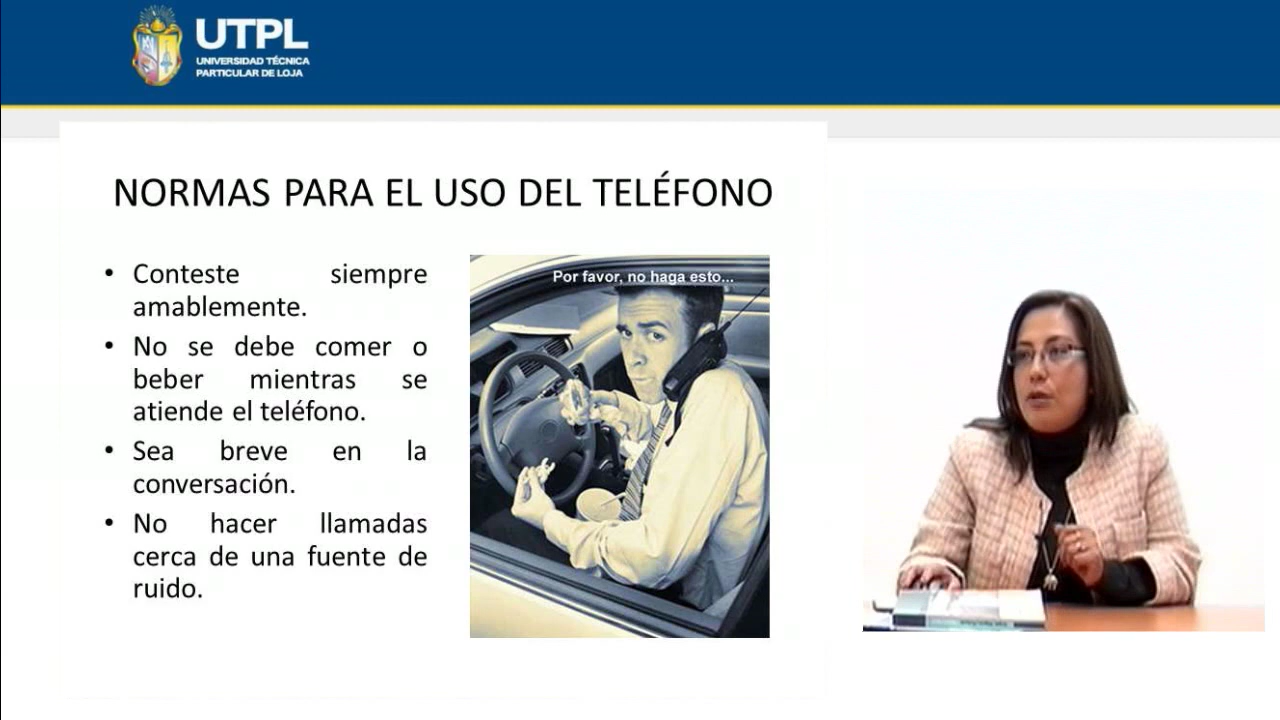 UTPL
UNIVERSIDAD TÉCNICA
PARTICULAR DE LOJA
NORMAS PARA EL USO DEL TELÉFONO
• Conteste siempre
amablemente.
• No se debe comer o
beber mientras se
atiende el teléfono.
• Sea breve en la
conversación.
• No hacer llamadas
cerca de una fuente de
ruido.
Por favor, no haga esto...